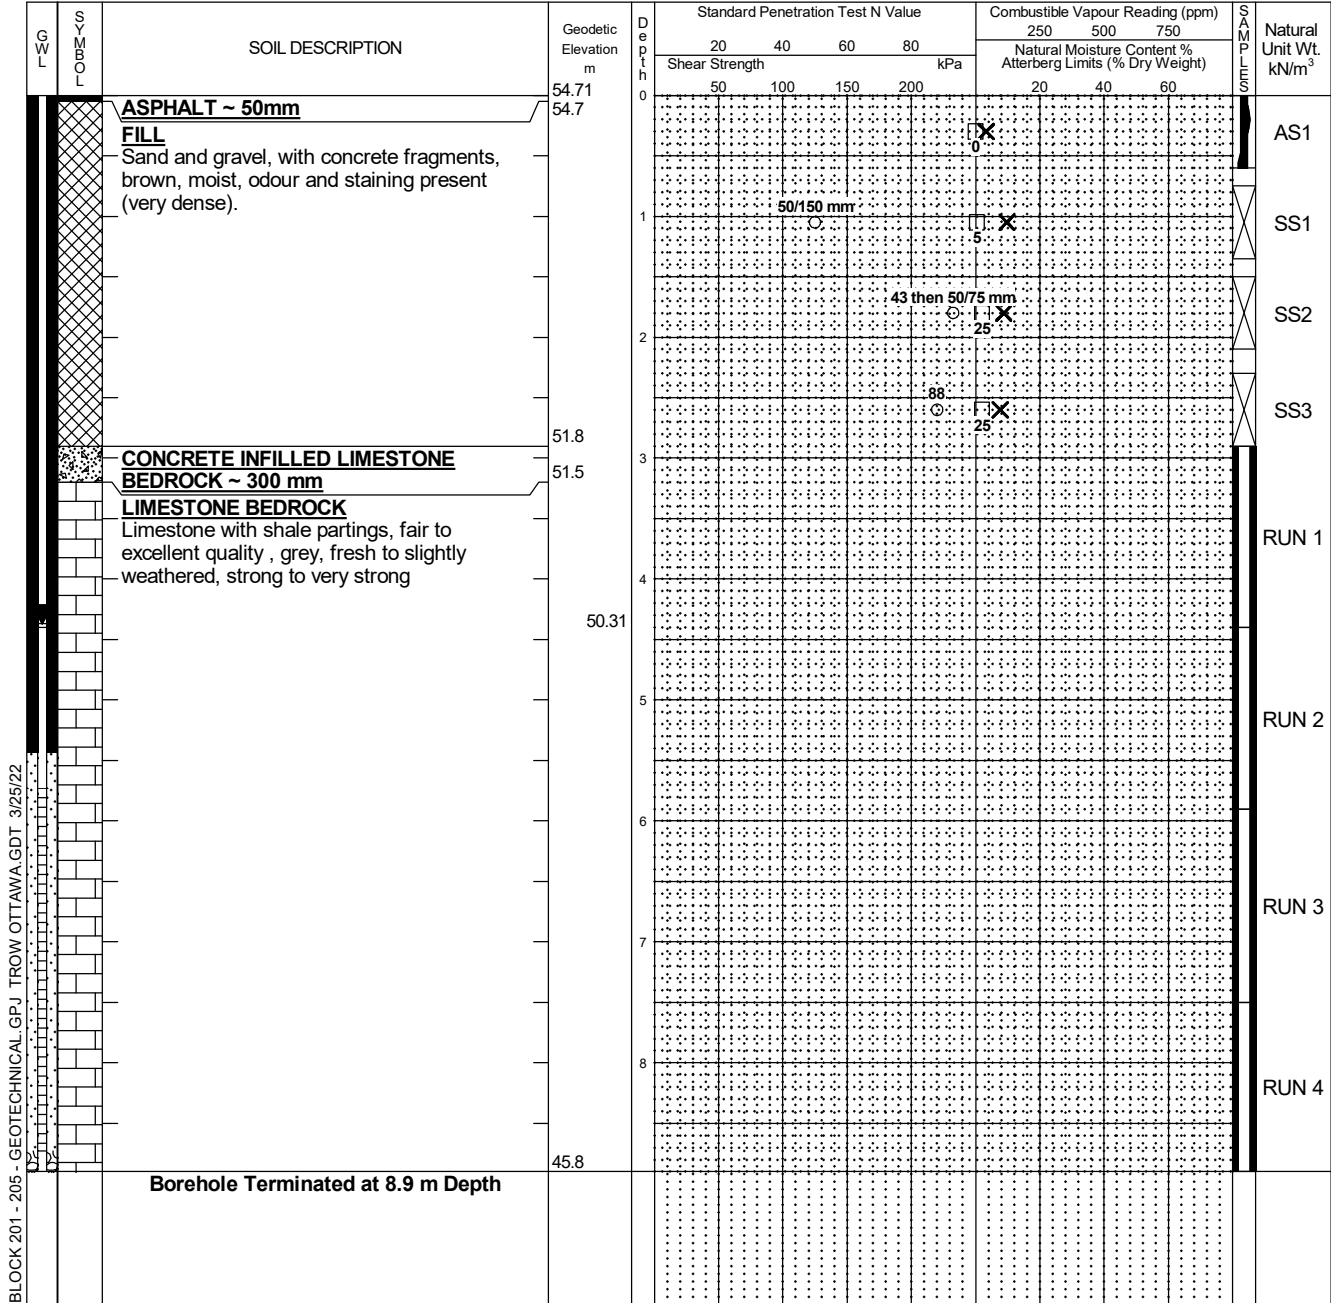 GWL
SYMBOL
SOIL DESCRIPTION
Geodetic
Elevation
m
Depth
Standard Penetration Test N Value
20 40 60 80
Shear Strength kPa
50 100 150 200
Combustible Vapour Reading (ppm)
250 500 750
Natural Moisture Content %
Atterberg Limits (% Dry Weight)
20 40 60
SAMPLES
Natural
Unit Wt.
kN/m³
54.71
0
ASPHALT ~ 50mm
54.7
FILL
Sand and gravel, with concrete fragments,
brown, moist, odour and staining present
(very dense).
0
AS1
50/150 mm
1
5
SS1
43 then 50/75 mm
25
SS2
2
88
25
SS3
51.8
CONCRETE INFILLED LIMESTONE
BEDROCK ~ 300 mm
51.5
3
LIMESTONE BEDROCK
Limestone with shale partings, fair to
excellent quality , grey, fresh to slightly
weathered, strong to very strong
RUN 1
4
50.31
5
RUN 2
6
RUN 3
7
8
RUN 4
45.8
Borehole Terminated at 8.9 m Depth
BLOCK 201 - 205 - GEOTECHNICAL.GPJ TROW OTTAWA.GDT 3/25/22